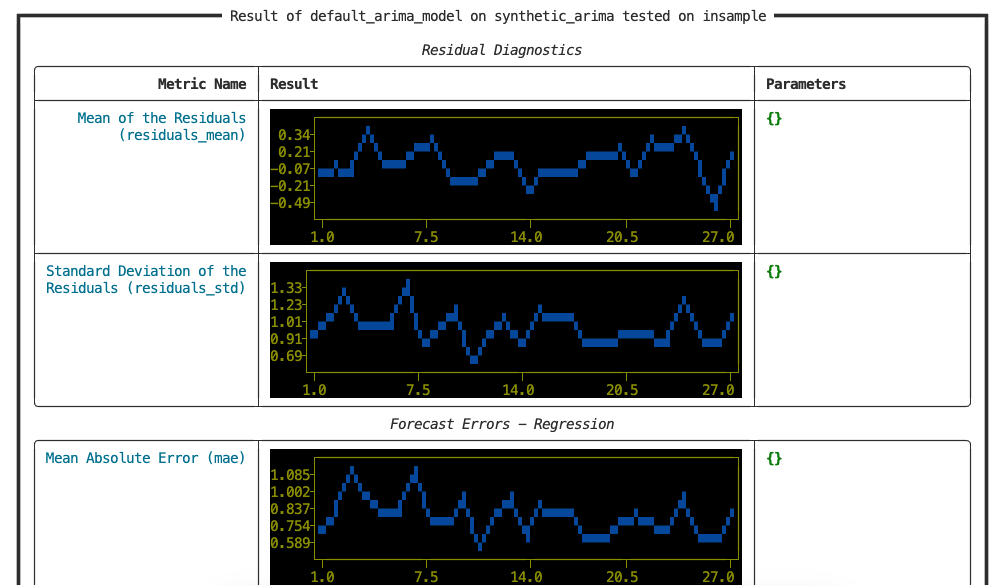 Result of default_arima_model on synthetic_arima tested on insample
Residual Diagnostics
Metric Name Result Parameters
Mean of the Residuals
(residuals_mean)
0.34
0.21
-0.07
-0.21
-0.49
1.0 7.5 14.0 20.5 27.0
{}
Standard Deviation of the
Residuals (residuals_std)
1.33
1.23
1.01
0.91
0.69
1.0 7.5 14.0 20.5 27.0
{}
Forecast Errors - Regression
Mean Absolute Error (mae)
1.085
1.002
0.837
0.754
0.589
1.0 7.5 14.0 20.5 27.0
{}